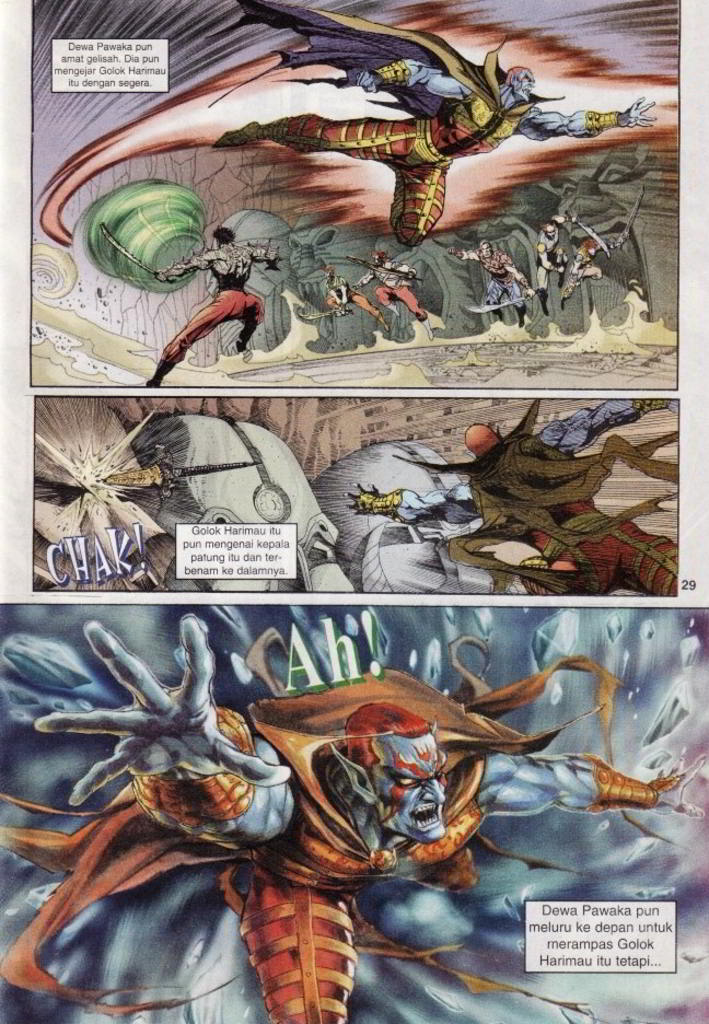 Dewa Pawaka pun
amat gelisah. Dia pun
mengejar Golok Harimau
itu dengan segera.
CHAK!
Golok Harimau itu
pun mengenai kepala
patung itu dan ter-
benam ke dalamnya.
29
Ah!
Dewa Pawaka pun
meluru ke depan untuk
merampas Golok
Harimau itu tetapi...